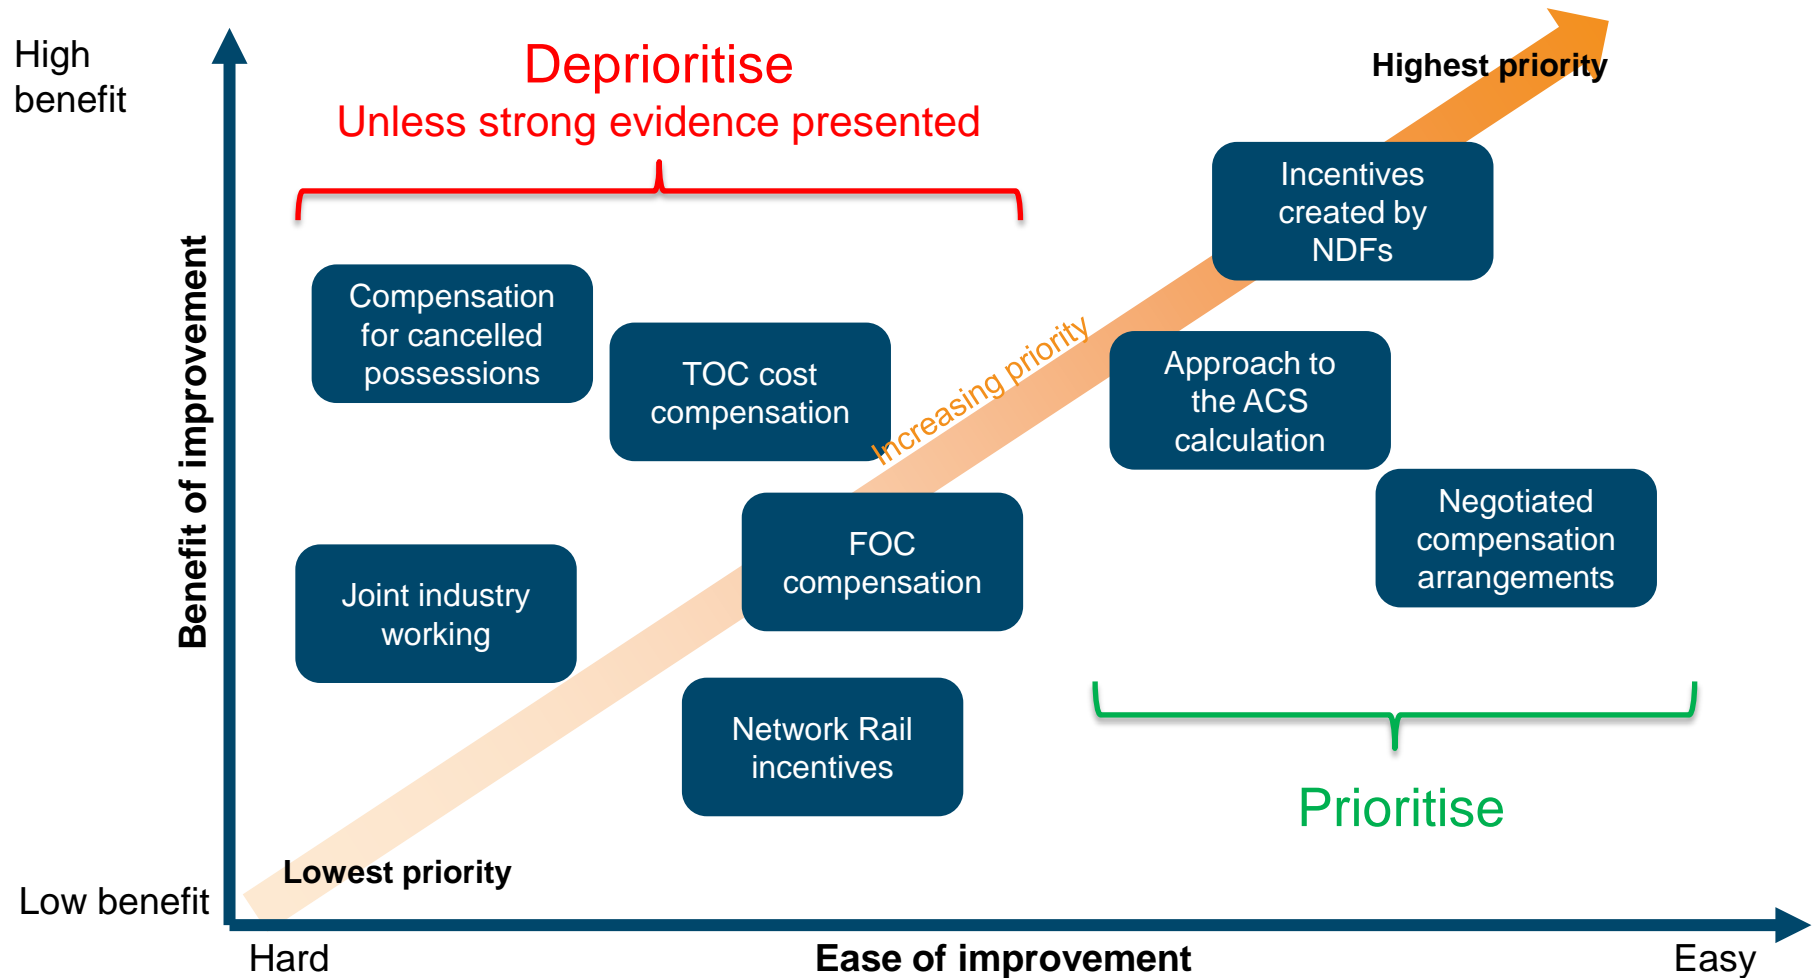 High
benefit
Deprioritise
Unless strong evidence presented
Highest priority
Incentives
created by
NDFs
Benefit of improvement
Compensation
for cancelled
possessions
TOC cost
compensation
Increasing priority
Approach to
the ACS
calculation
Negotiated
compensation
arrangements
FOC
compensation
Joint industry
working
Network Rail
incentives
Prioritise
Lowest priority
Low benefit
Hard
Ease of improvement
Easy